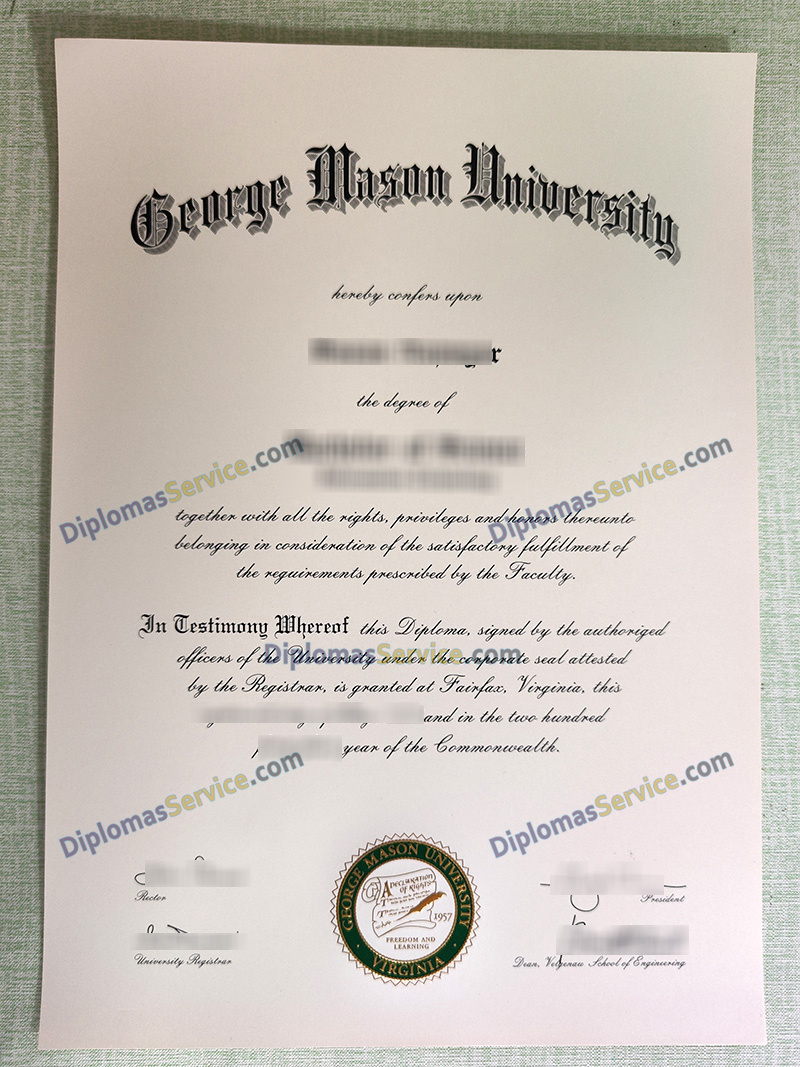 George Mason University
hereby confers upon
the degree of
DiplomasService.com
DiplomasService.com
together with all the rights, privileges and honors thereunto
belonging in consideration of the satisfactory fulfillment of
the requirements prescribed by the Faculty.
In Testimony Whereof this Diploma, signed by the authorized
officers of the University under the corporate seal attested
DiplomasService.com
by the Registrar, is granted at Fairfax, Virginia, this
and in the two hundred
year of the Commonwealth.
DiplomasService.com
DiplomasService.com
Rector
President
University Registrar
Dean, Volgenau School of Engineering
GEORGE MASON UNIVERSITY
A DECLARATION
OF RIGHTS
1957
FREEDOM AND
LEARNING
VIRGINIA